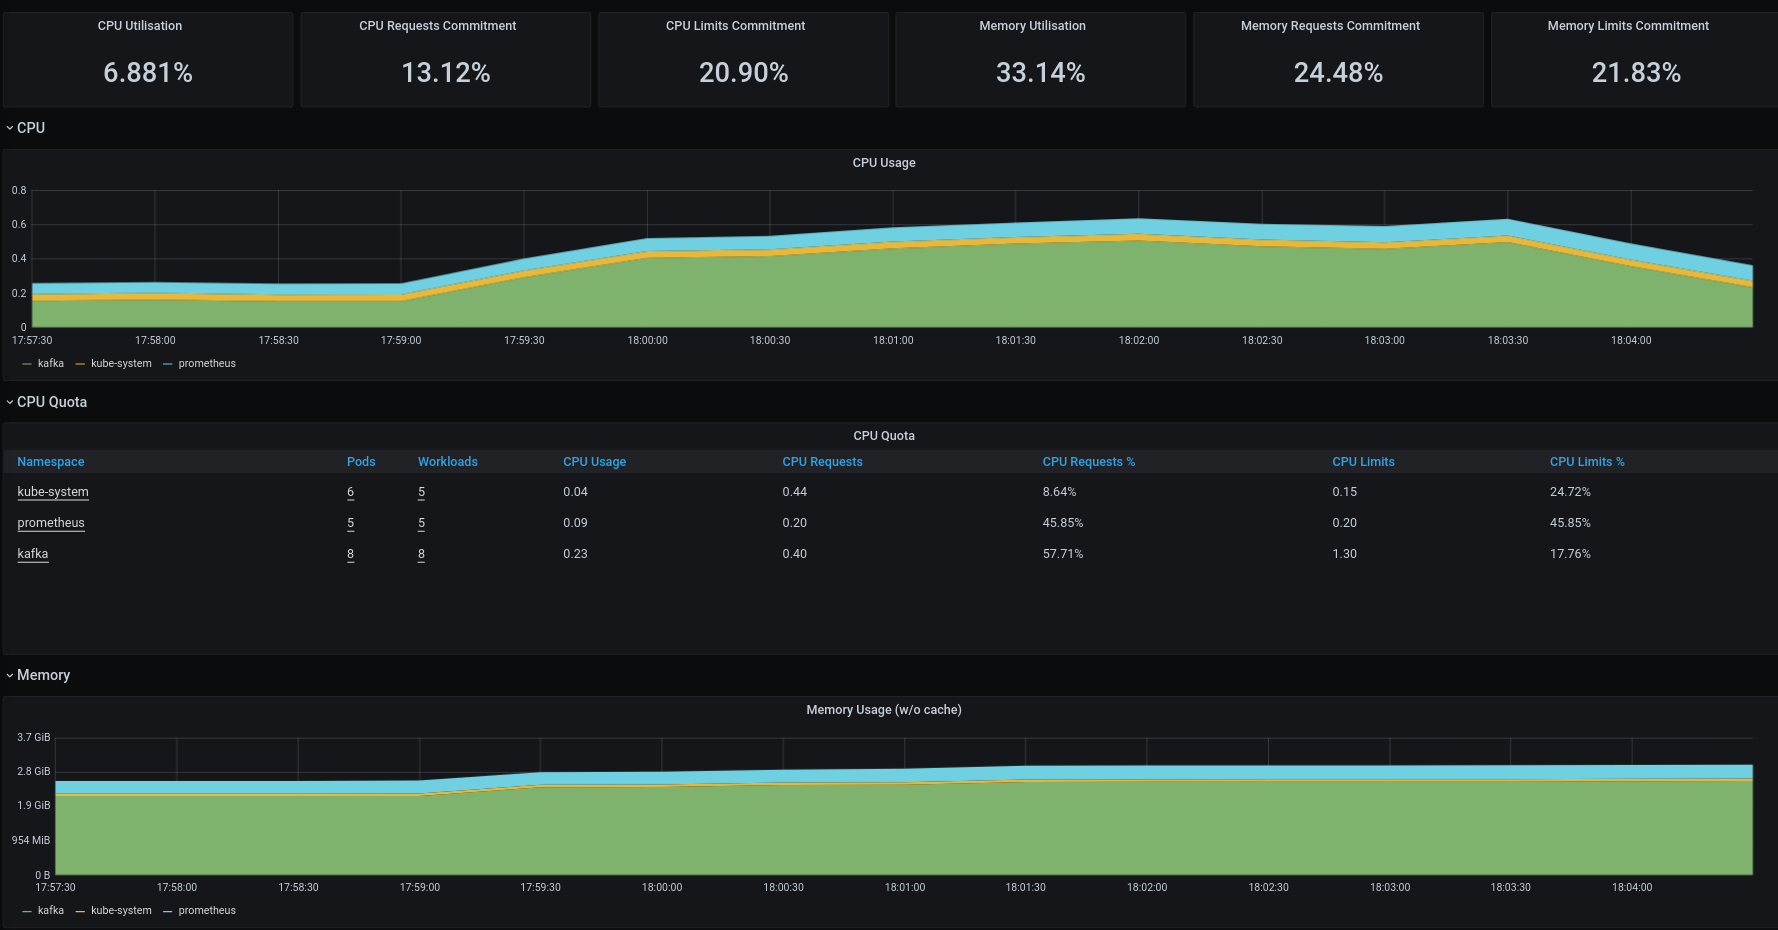 CPU Utilisation CPU Requests Commitment CPU Limits Commitment Memory Utilisation Memory Requests Commitment Memory Limits Commitment
6.881% 13.12% 20.90% 33.14% 24.48% 21.83%
CPU
CPU Usage
0.8
0.6
0.4
0.2
0
17:57:30 17:58:00 17:58:30 17:59:00 17:59:30 18:00:00 18:00:30 18:01:00 18:01:30 18:02:00 18:02:30 18:03:00 18:03:30 18:04:00
kafka kube-system prometheus
CPU Quota
CPU Quota
Namespace Pods Workloads CPU Usage CPU Requests CPU Requests % CPU Limits CPU Limits %
kube-system 6 5 0.04 0.44 8.64% 0.15 24.72%
prometheus 5 5 0.09 0.20 45.85% 0.20 45.85%
kafka 8 8 0.23 0.40 57.71% 1.30 17.76%
Memory
Memory Usage (w/o cache)
3.7 GiB
2.8 GiB
1.9 GiB
954 MiB
0 B
17:57:30 17:58:00 17:58:30 17:59:00 17:59:30 18:00:00 18:00:30 18:01:00 18:01:30 18:02:00 18:02:30 18:03:00 18:03:30 18:04:00
kafka kube-system prometheus